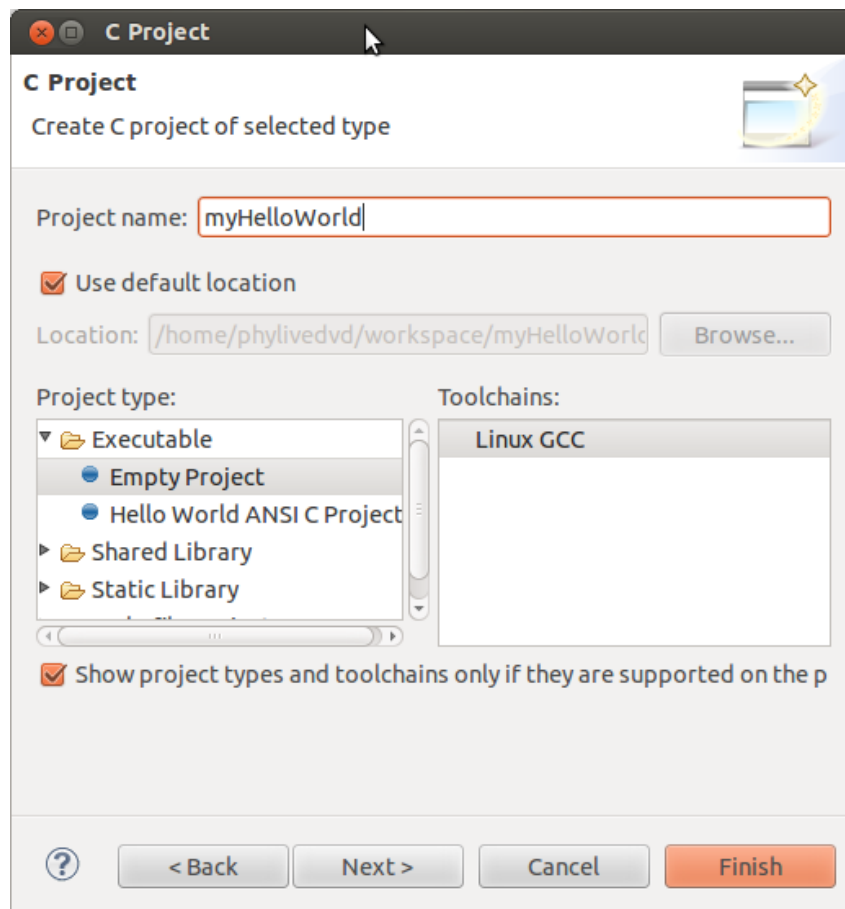 C Project
C Project
Create C project of selected type
Project name: myHelloWorld
Use default location
Location: /home/phylivedvd/workspace/myHelloWorld Browse...
Project type: Toolchains:
Executable Linux GCC
Empty Project
Hello World ANSI C Project
Shared Library
Static Library
Show project types and toolchains only if they are supported on the p
< Back Next > Cancel Finish